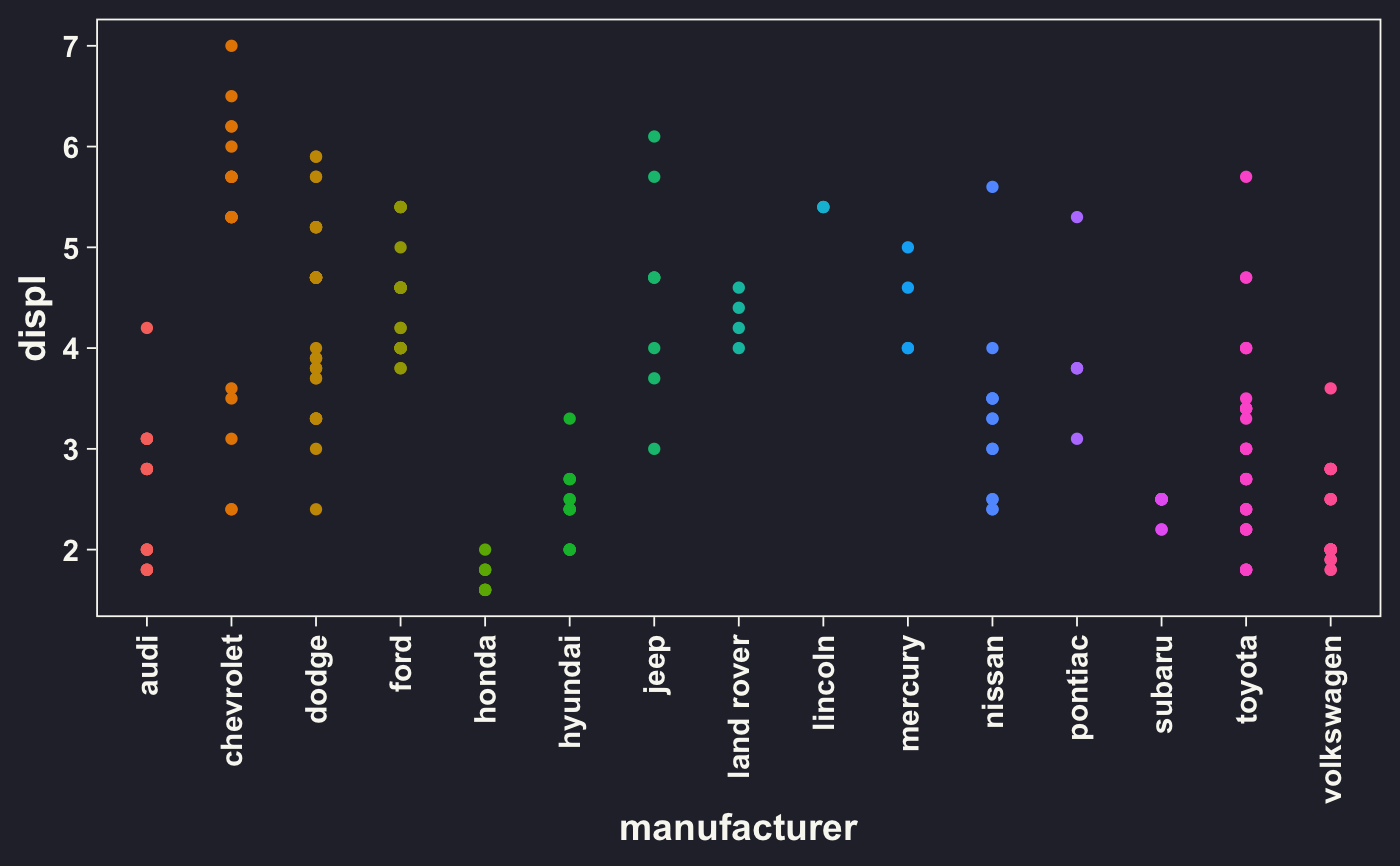 displ
7
6
5
4
3
2
audi
chevrolet
dodge
ford
honda
hyundai
jeep
land rover
lincoln
mercury
nissan
pontiac
subaru
toyota
volkswagen
manufacturer